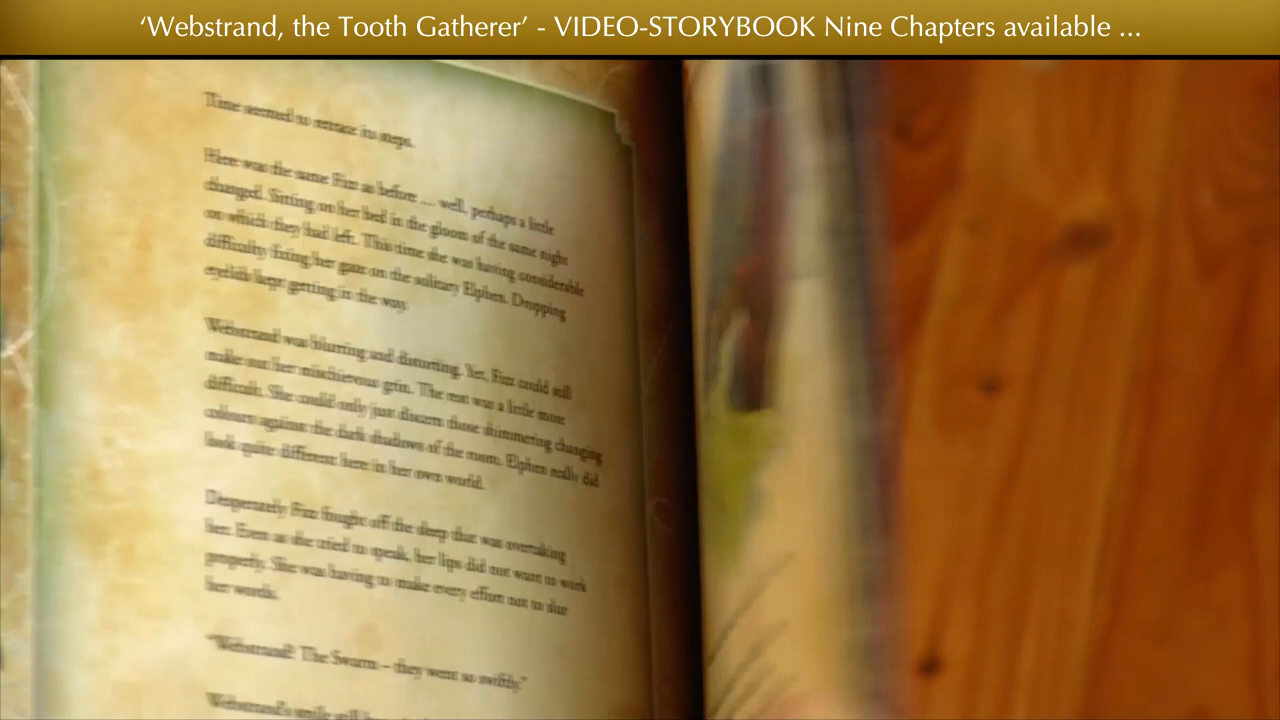 ‘Webstrand, the Tooth Gatherer’ - VIDEO-STORYBOOK Nine Chapters available ...
Time seemed to retrace its steps.
Here was the same Fizz as before ... well, perhaps a little
changed. Sitting on her bed in the gloom of the same night
on which they had left. This time she was having considerable
difficulty fixing her gaze on the solitary Elphen. Drooping
eyelids kept getting in the way.
Webstrand was blurring and distorting. Yet, Fizz could still
make out her mischievous grin. The rest was a little more
difficult. She could only just discern those shimmering changing
colours against the dark shadows of the room. Elphen really did
look quite different here in her own world.
Desperately Fizz fought off the sleep that was overtaking
her. Even as she tried to speak, her lips did not want to work
properly. She was having to make every effort not to slur
her words.
“Webstrand? The Swarm – they went so swiftly.”
Webstrand's smile still